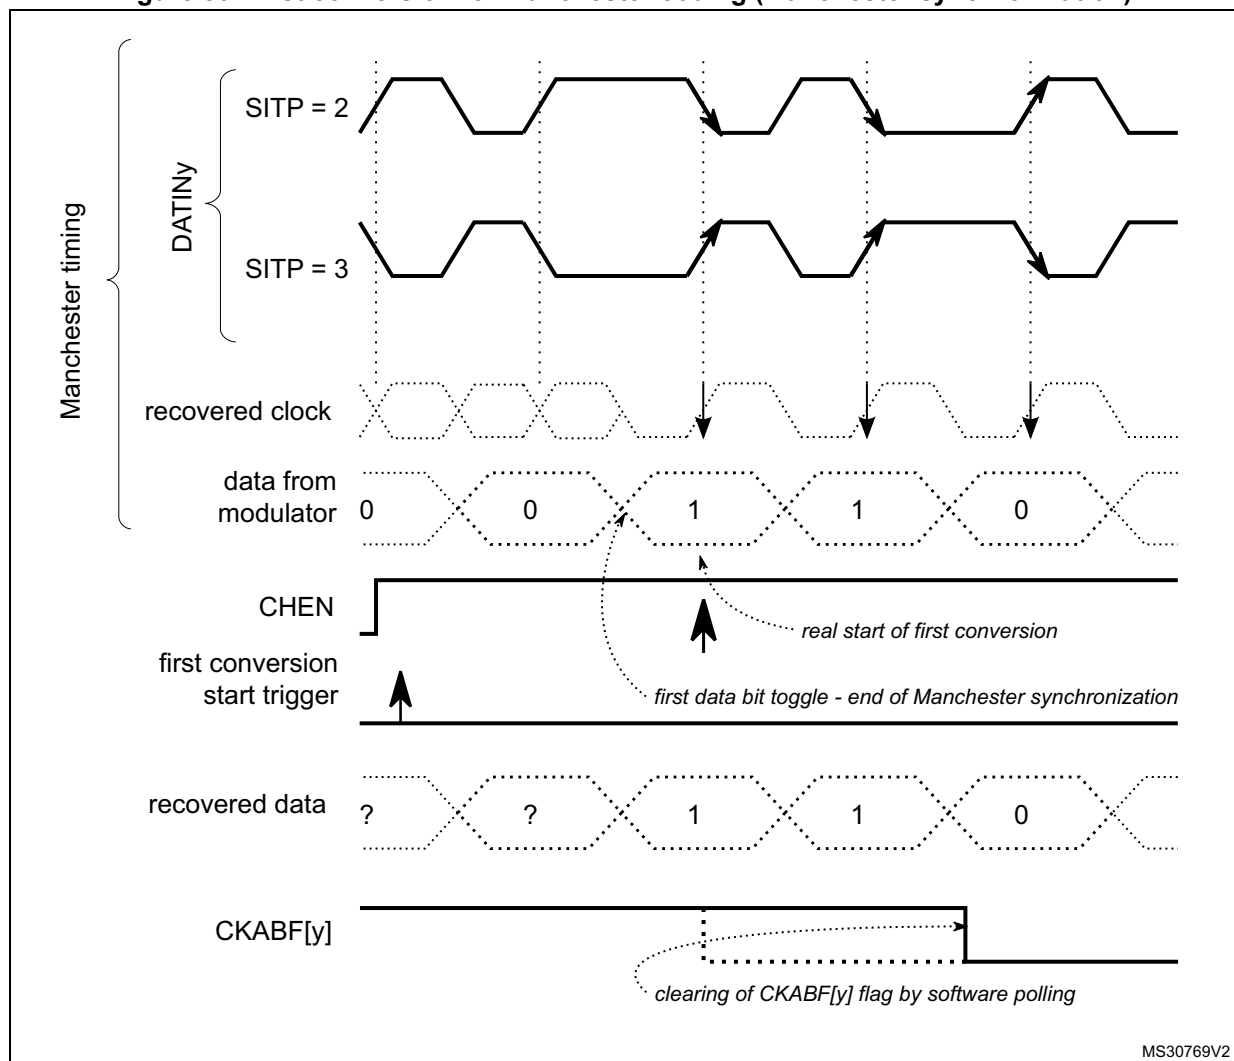 SITP = 2
DATINy
SITP = 3
Manchester timing
recovered clock
data from
modulator
0 0 1 1 0
CHEN
real start of first conversion
first conversion
start trigger
first data bit toggle - end of Manchester synchronization
recovered data
? ? 1 1 0
CKABF[y]
clearing of CKABF[y] flag by software polling
MS30769V2